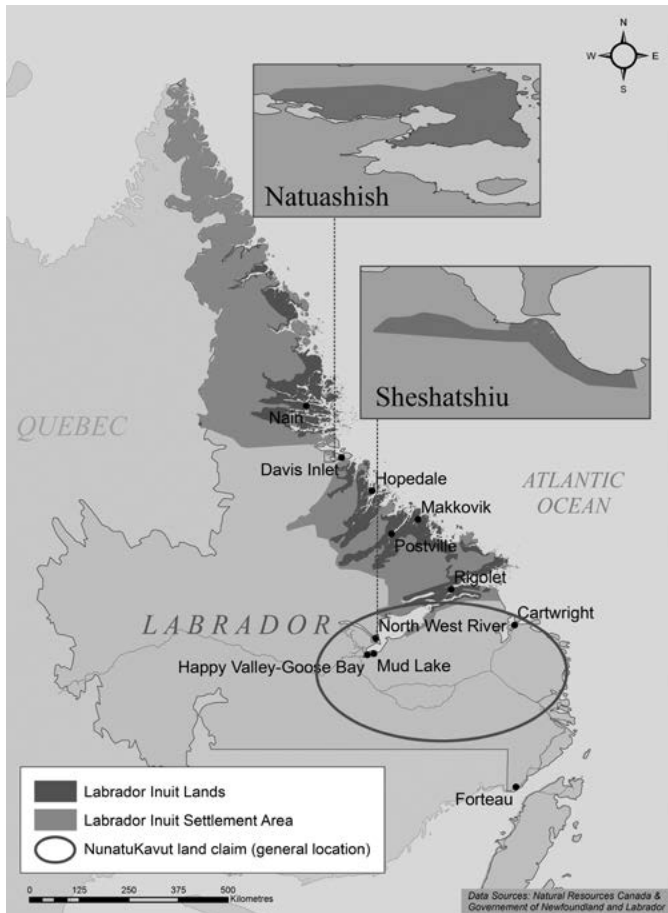 N
W E
S
Natuashish
Sheshatshiu
QUEBEC
Nain
Davis Inlet
Hopedale
ATLANTIC
OCEAN
Makkovik
Postville
Rigolet
LABRADOR
Cartwright
North West River
Happy Valley-Goose Bay
Mud Lake
Forteau
Labrador Inuit Lands
Labrador Inuit Settlement Area
NunatuKavut land claim (general location)
0 125 250 375 500
Kilometres
Data Sources: Natural Resources Canada &
Governement of Newfoundland and Labrador